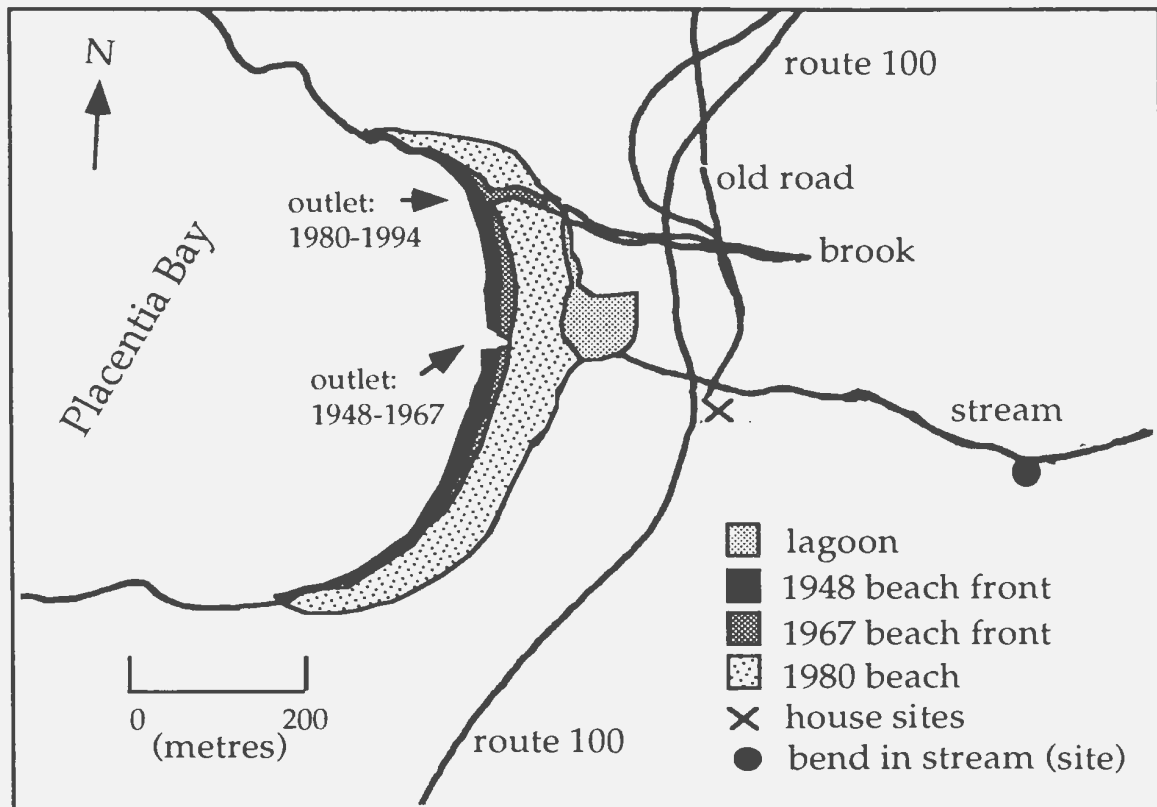 N
route 100
old road
outlet:
1980-1994
brook
Placentia Bay
outlet:
1948-1967
stream
lagoon
1948 beach front
1967 beach front
1980 beach
house sites
bend in stream (site)
0 200
(metres)
route 100